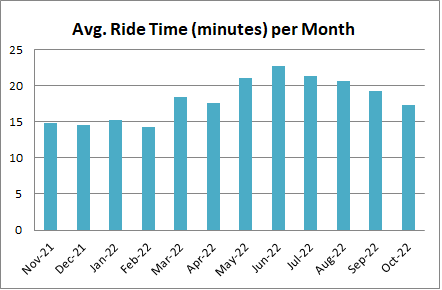 Avg. Ride Time (minutes) per Month
25
20
15
10
5
0
Nov-21
Dec-21
Jan-22
Feb-22
Mar-22
Apr-22
May-22
Jun-22
Jul-22
Aug-22
Sep-22
Oct-22